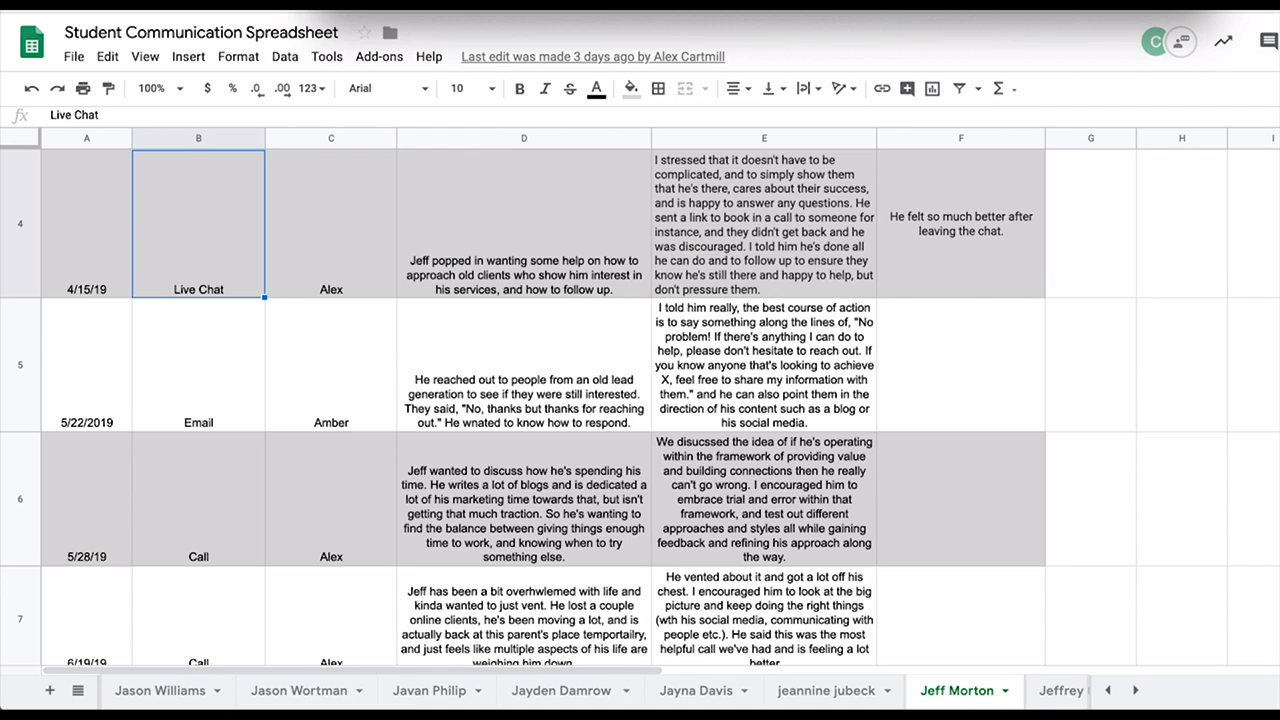 Student Communication Spreadsheet
File Edit View Insert Format Data Tools Add-ons Help Last edit was made 3 days ago by Alex Cartmill
C
100% $ % .0 .00 123 Arial 10 B I S A Σ
fx Live Chat
A B C D E F G H I
4
4/15/19
Live Chat
Alex
Jeff popped in wanting some help on how to
approach old clients who show him interest in
his services, and how to follow up.
I stressed that it doesn't have to be
complicated, and to simply show them
that he's there, cares about their success,
and is happy to answer any questions. He
sent a link to book in a call to someone for
instance, and they didn't get back and he
was discouraged. I told him he's done all
he can do and to follow up to ensure they
know he's still there and happy to help, but
don't pressure them.
He felt so much better after
leaving the chat.
5
5/22/2019
Email
Amber
He reached out to people from an old lead
generation to see if they were still interested.
They said, "No, thanks but thanks for reaching
out." He wnated to know how to respond.
I told him really, the best course of action
is to say something along the lines of, "No
problem! If there's anything I can do to
help, please don't hesitate to reach out. If
you know anyone that's looking to achieve
X, feel free to share my information with
them." and he can also point them in the
direction of his content such as a blog or
his social media.
6
5/28/19
Call
Alex
Jeff wanted to discuss how he's spending his
time. He writes a lot of blogs and is dedicated a
lot of his marketing time towards that, but isn't
getting that much traction. So he's wanting to
find the balance between giving things enough
time to work, and knowing when to try
something else.
We disucssed the idea of if he's operating
within the framework of providing value
and building connections then he really
can't go wrong. I encouraged him to
embrace trial and error within that
framework, and test out different
approaches and styles all while gaining
feedback and refining his approach along
the way.
7
6/19/19
Call
Alex
Jeff has been a bit overhwlemed with life and
kinda wanted to just vent. He lost a couple
online clients, he's been moving a lot, and is
actually back at this parent's place temportailry,
and just feels like multiple aspects of his life are
weighing him down
He vented about it and got a lot off his
chest. I encouraged him to look at the big
picture and keep doing the right things
(wth his social media, communicating with
people etc.). He said this was the most
helpful call we've had and is feeling a lot
better
Jason Williams Jason Wortman Javan Philip Jayden Damrow Jayna Davis jeannine jubeck Jeff Morton Jeffrey